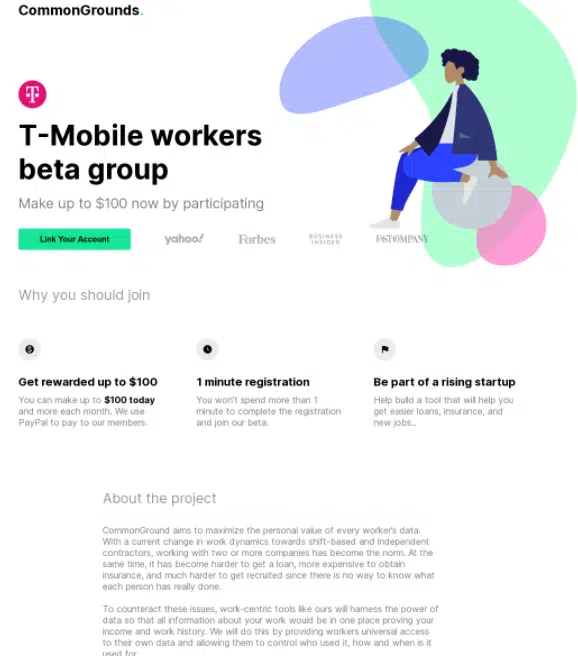 CommonGrounds.
T
T-Mobile workers
beta group
Make up to $100 now by participating
Link Your Account
yahoo!
Forbes
BUSINESS
INSIDER
FAST COMPANY
Why you should join
Get rewarded up to $100
You can make up to $100 today
and more each month. We use
PayPal to pay to our members.
1 minute registration
You won't spend more than 1
minute to complete the registration
and join our beta.
Be part of a rising startup
Help build a tool that will help you
get easier loans, insurance, and
new jobs..
About the project
CommonGround aims to maximize the personal value of every worker's data.
With a current change in work dynamics towards shift-based and independent
contractors, working with two or more companies has become the norm. At the
same time, it has become harder to get a loan, more expensive to obtain
insurance, and much harder to get recruited since there is no way to know what
each person has really done.
To counteract these issues, work-centric tools like ours will harness the power of
data so that all information about your work would be in one place proving your
income and work history. We will do this by providing workers universal access
to their own data and allowing them to control who used it, how and when is it
used for